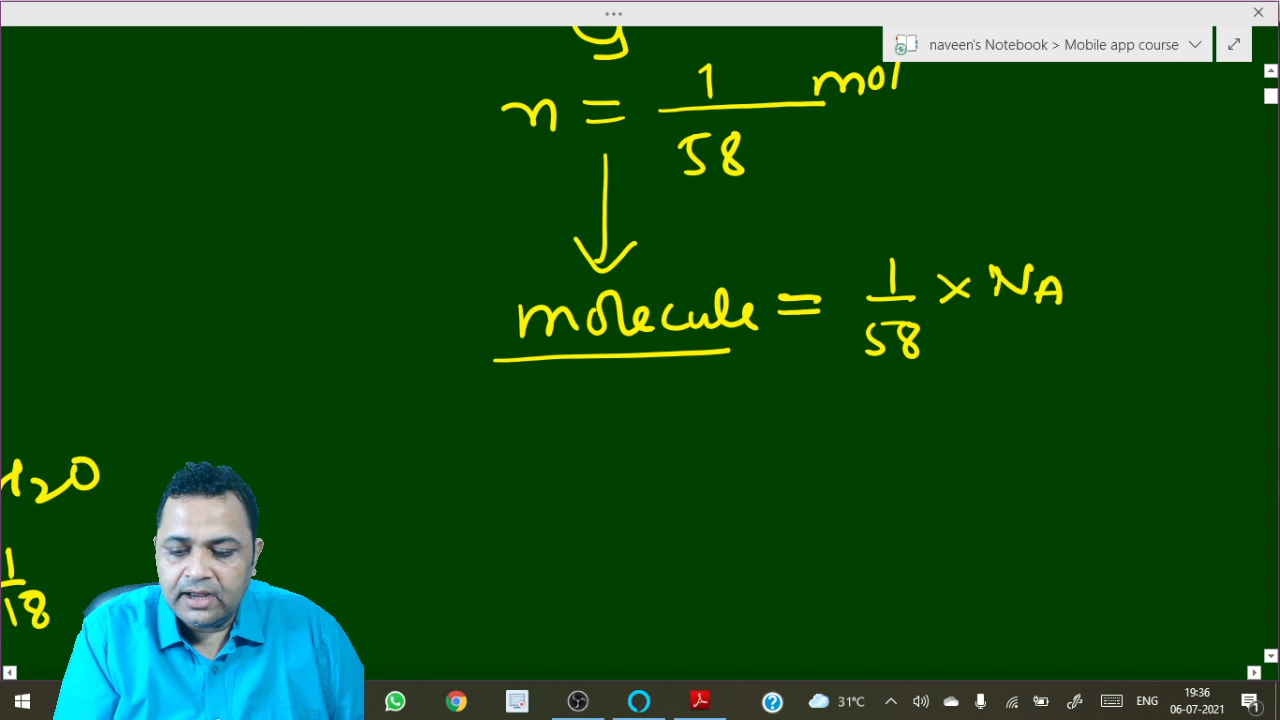 naveen's Notebook > Mobile app course
n = 1/58 mol
molecule = 1/58 × NA
H2O
1/18
31°C
ENG
19:36
06-07-2021
1